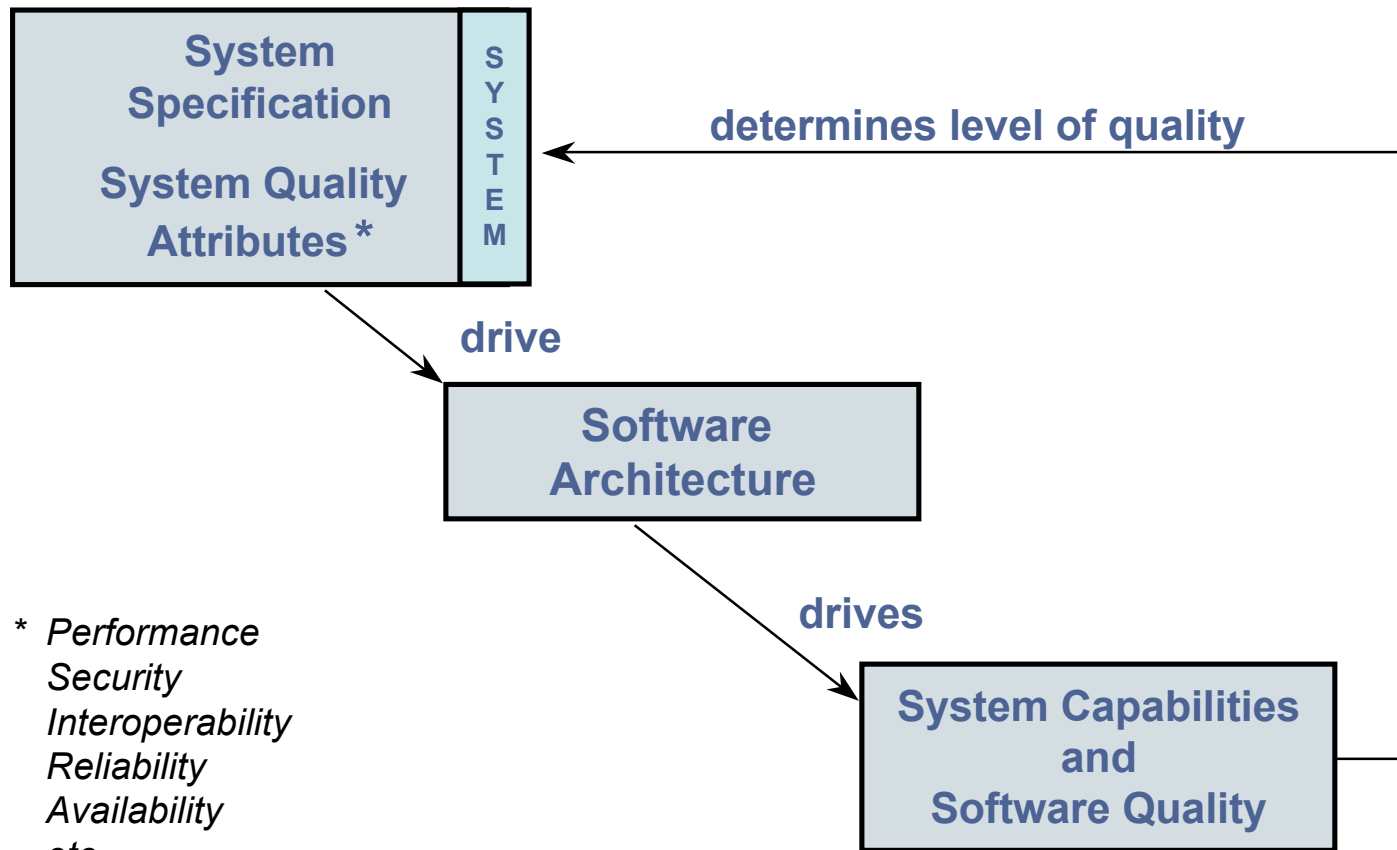 System
Specification
System Quality
Attributes *
S
Y
S
T
E
M
determines level of quality
drive
Software
Architecture
drives
System Capabilities
and
Software Quality
* Performance
Security
Interoperability
Reliability
Availability